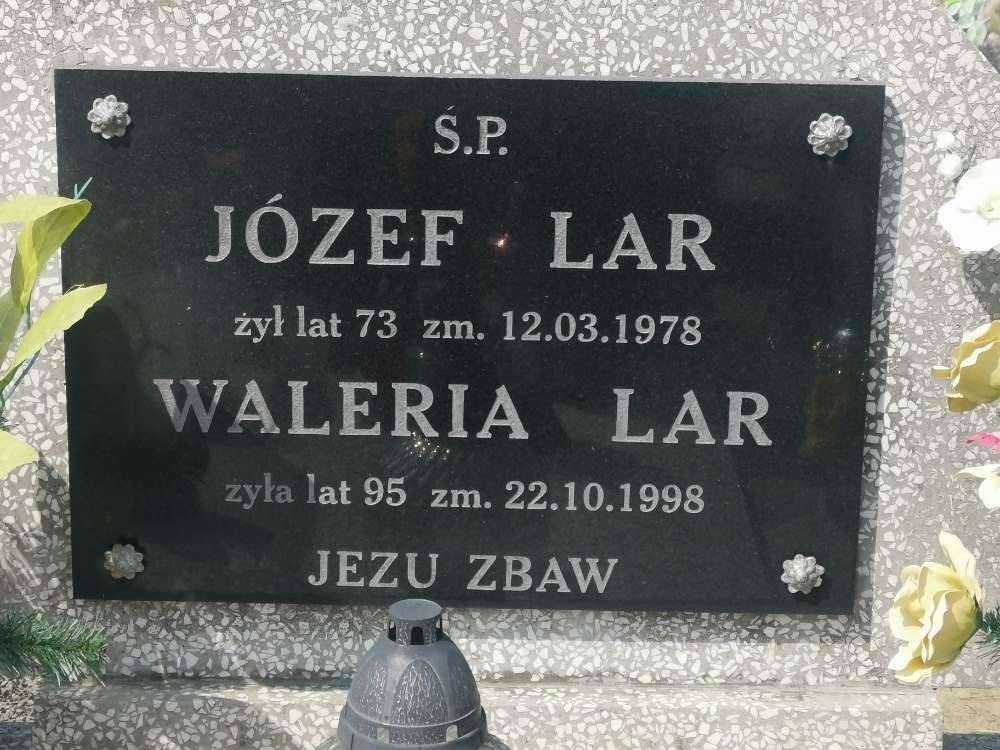 Ś.P.
JÓZEF LAR
żył lat 73 zm. 12.03.1978
WALERIA LAR
żyła lat 95 zm. 22.10.1998
JEZU ZBAW